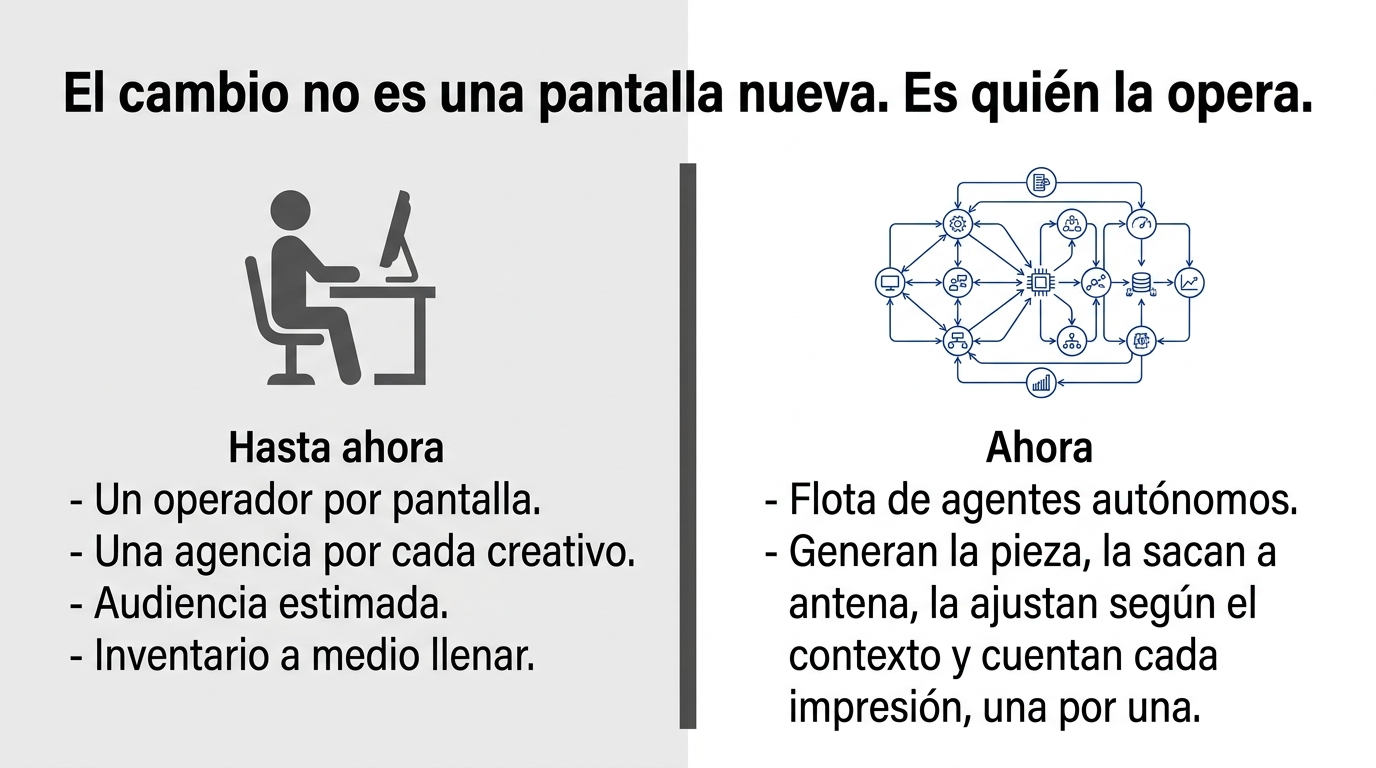 El cambio no es una pantalla nueva. Es quién la opera.
Hasta ahora
- Un operador por pantalla.
- Una agencia por cada creativo.
- Audiencia estimada.
- Inventario a medio llenar.
Ahora
- Flota de agentes autónomos.
- Generan la pieza, la sacan a
antena, la ajustan según el
contexto y cuentan cada
impresión, una por una.